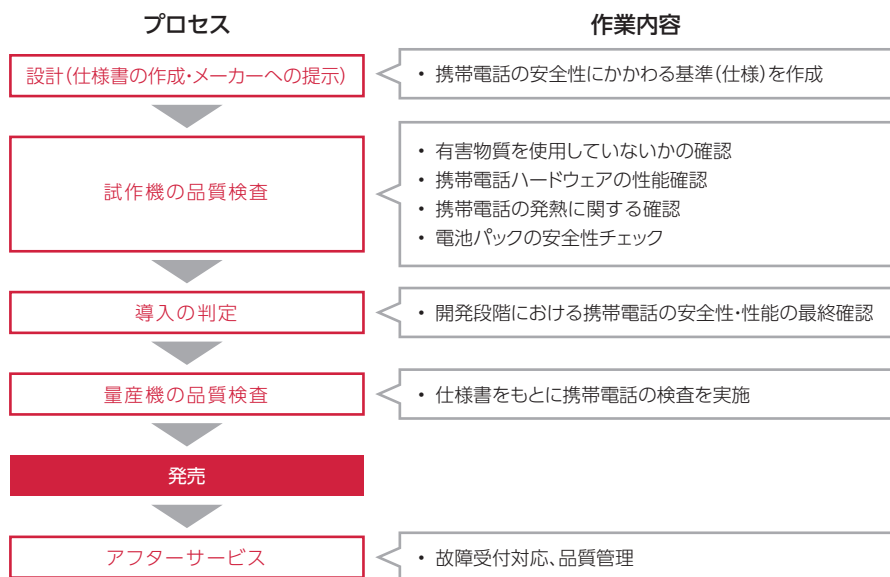 プロセス
作業内容
設計(仕様書の作成・メーカーへの提示)
・ 携帯電話の安全性にかかわる基準(仕様)を作成
試作機の品質検査
・ 有害物質を使用していないかの確認
・ 携帯電話ハードウェアの性能確認
・ 携帯電話の発熱に関する確認
・ 電池パックの安全性チェック
導入の判定
・ 開発段階における携帯電話の安全性・性能の最終確認
量産機の品質検査
・ 仕様書をもとに携帯電話の検査を実施
発売
アフターサービス
・ 故障受付対応、品質管理